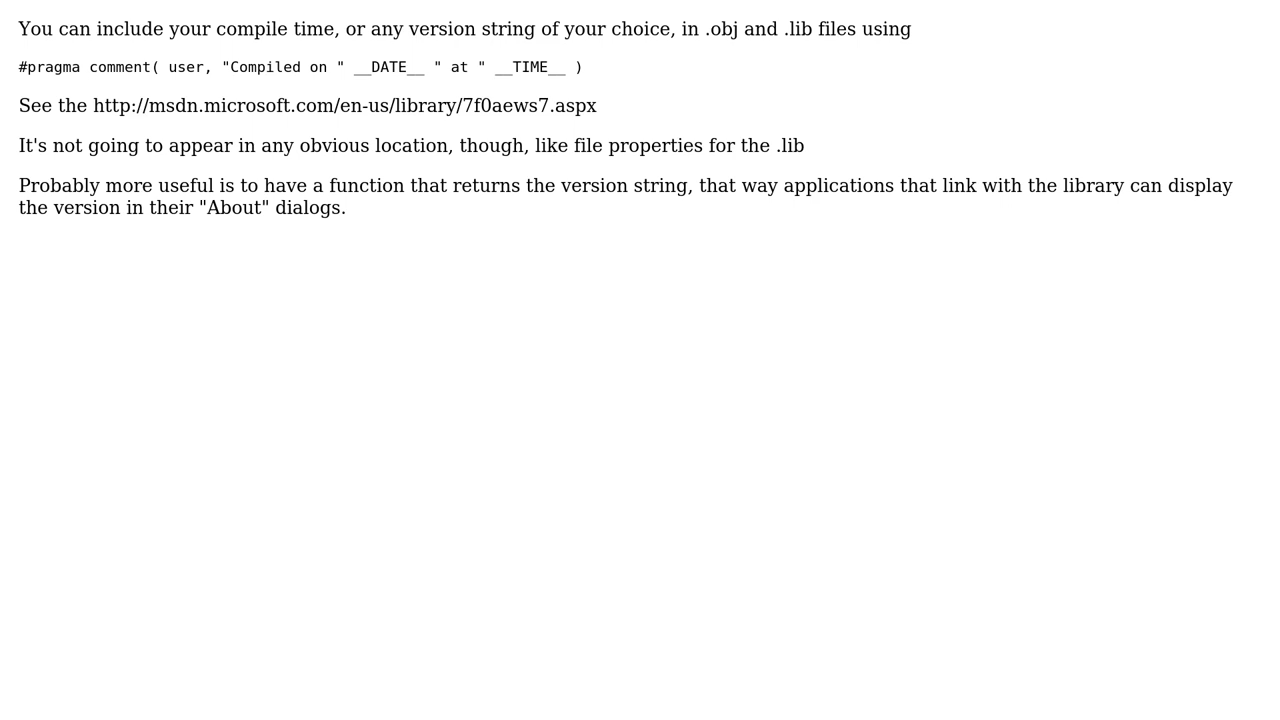 You can include your compile time, or any version string of your choice, in .obj and .lib files using
#pragma comment( user, "Compiled on " __DATE__ " at " __TIME__ )
See the http://msdn.microsoft.com/en-us/library/7f0aews7.aspx
It's not going to appear in any obvious location, though, like file properties for the .lib
Probably more useful is to have a function that returns the version string, that way applications that link with the library can display
the version in their "About" dialogs.